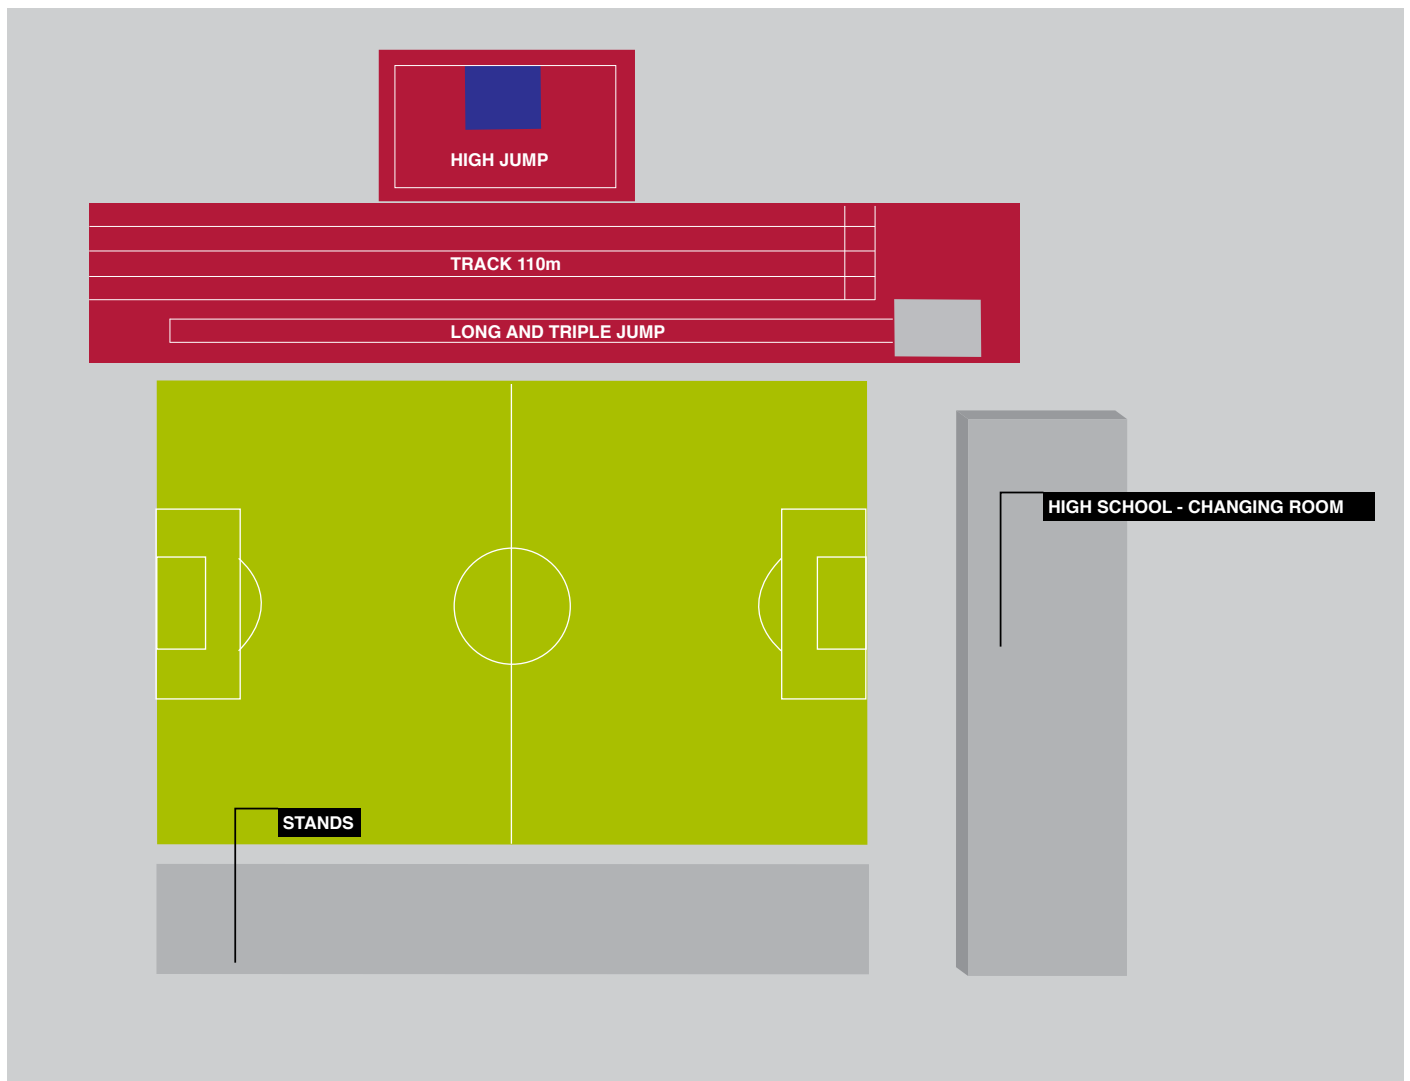 HIGH JUMP
TRACK 110m
LONG AND TRIPLE JUMP
HIGH SCHOOL - CHANGING ROOM
STANDS